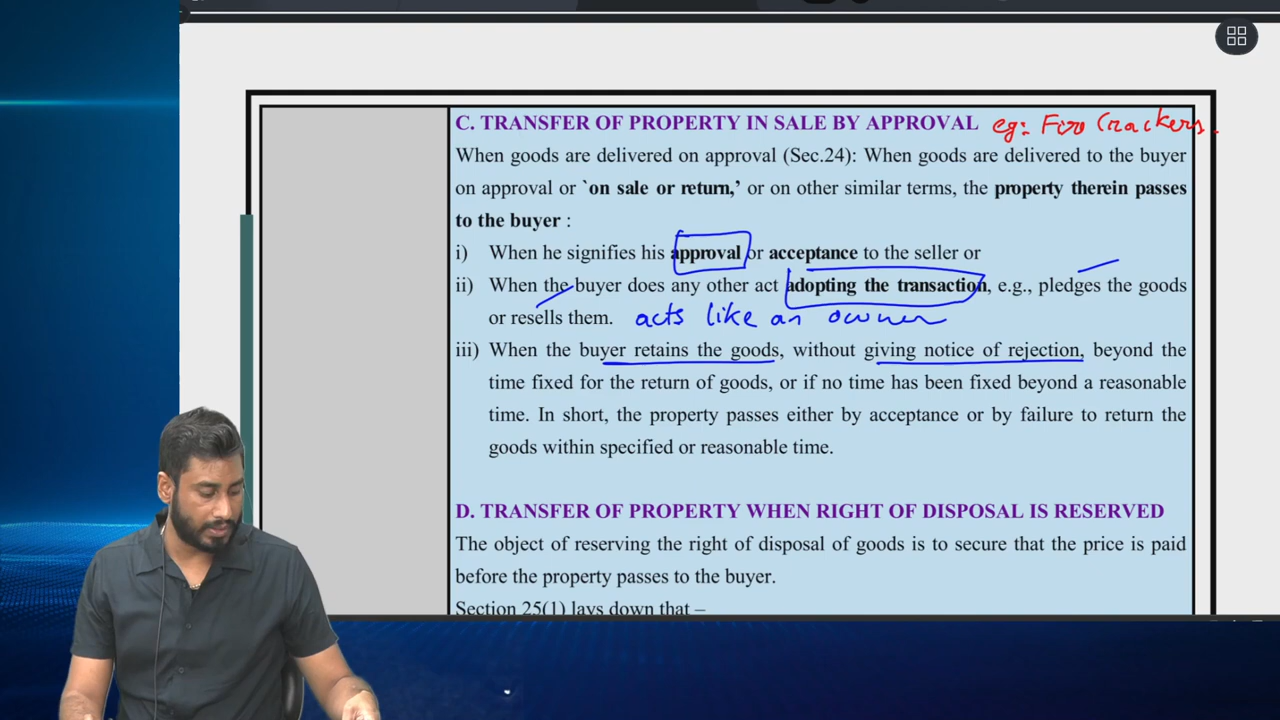 C. TRANSFER OF PROPERTY IN SALE BY APPROVAL eg: Fire Crackers.
When goods are delivered on approval (Sec.24): When goods are delivered to the buyer
on approval or `on sale or return,’ or on other similar terms, the property therein passes
to the buyer :
i) When he signifies his approval or acceptance to the seller or
ii) When the buyer does any other act adopting the transaction, e.g., pledges the goods
or resells them. acts like an owner
iii) When the buyer retains the goods, without giving notice of rejection, beyond the
time fixed for the return of goods, or if no time has been fixed beyond a reasonable
time. In short, the property passes either by acceptance or by failure to return the
goods within specified or reasonable time.
D. TRANSFER OF PROPERTY WHEN RIGHT OF DISPOSAL IS RESERVED
The object of reserving the right of disposal of goods is to secure that the price is paid
before the property passes to the buyer.
Section 25(1) lays down that –